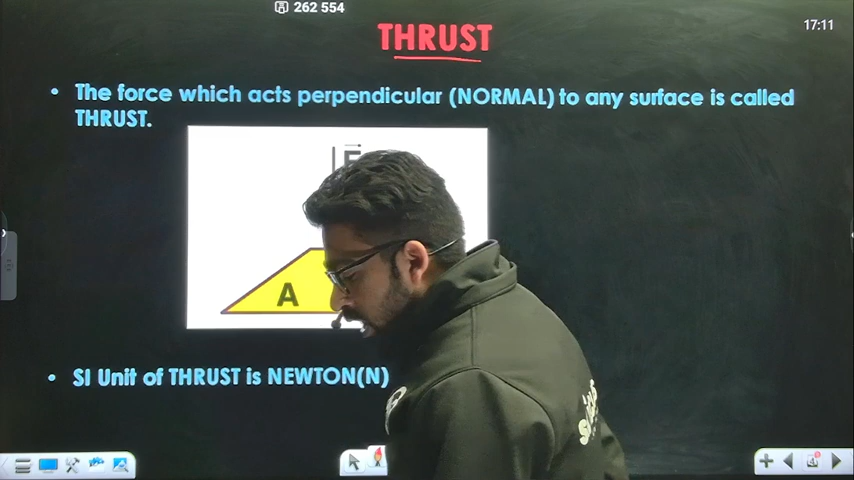 262 554
17:11
THRUST
• The force which acts perpendicular (NORMAL) to any surface is called
THRUST.
F
A
• SI Unit of THRUST is NEWTON(N)